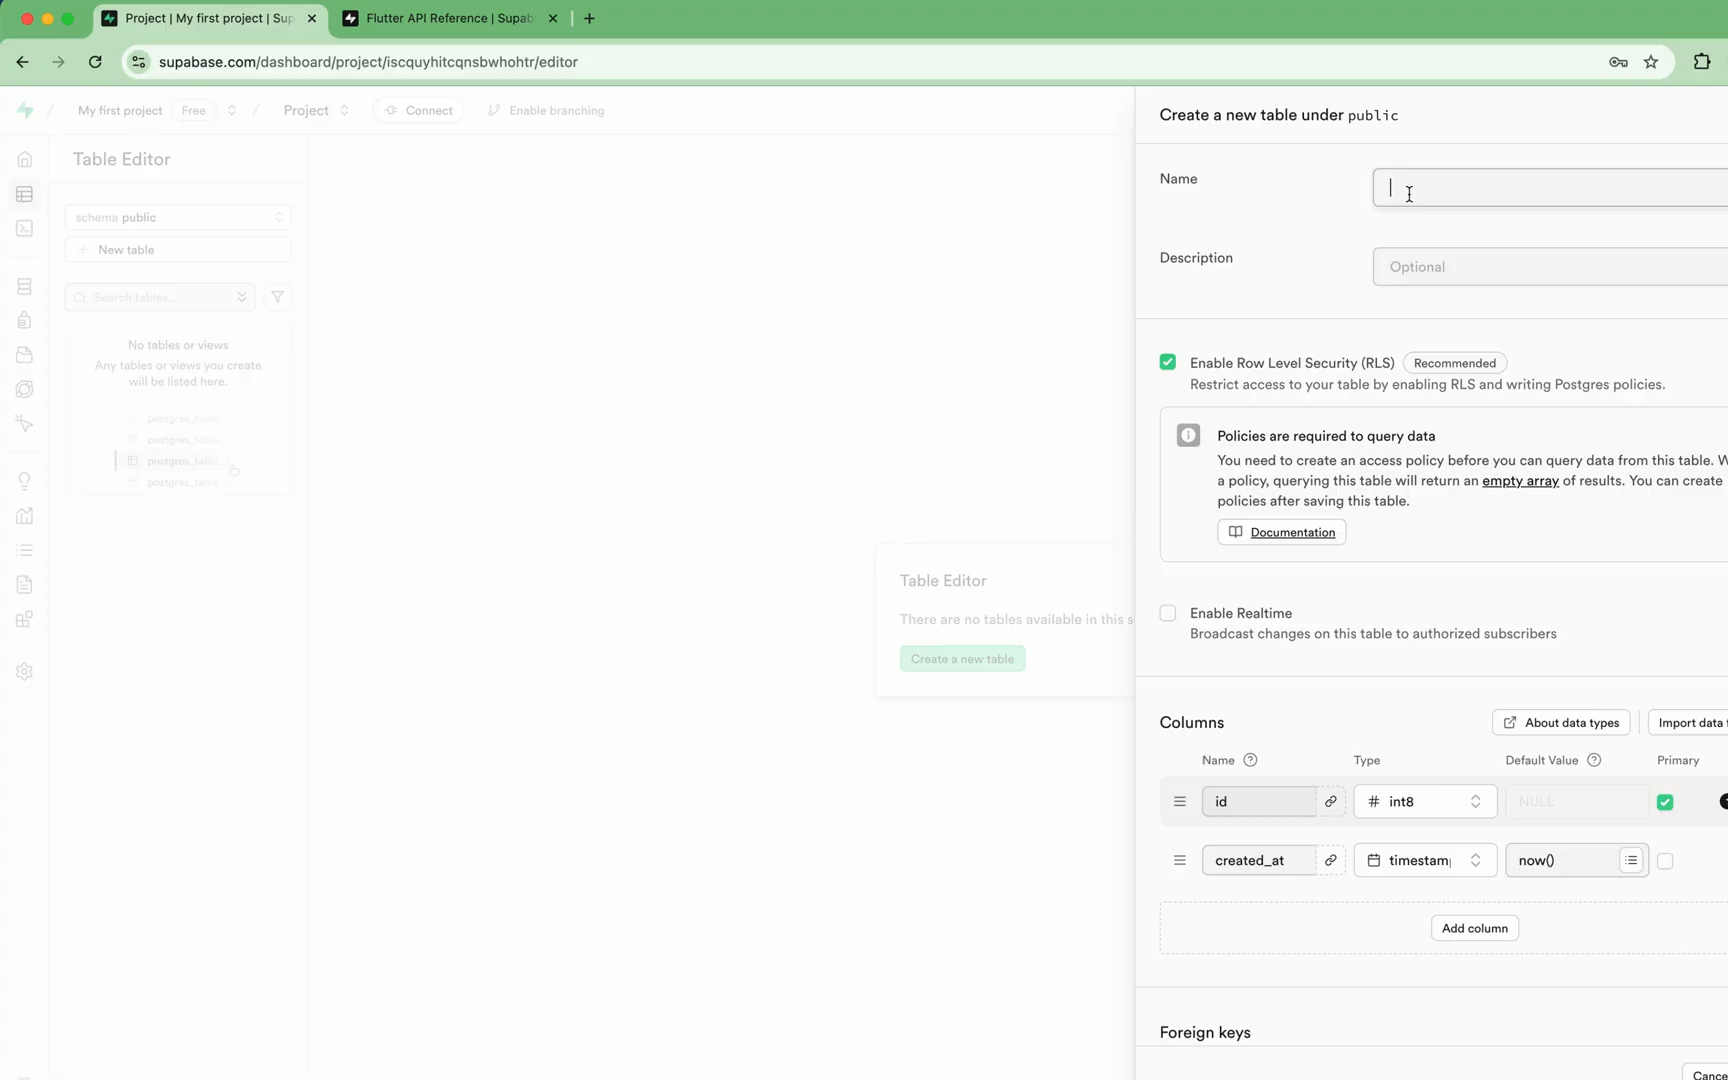 Project | My first project | Sup
Flutter API Reference | Supab
supabase.com/dashboard/project/iscquyhitcqnsbwhohtr/editor
My first project
Free
Project
Connect
Enable branching
Table Editor
schema public
New table
Search tables...
No tables or views
Any tables or views you create
will be listed here.
postgres_table
postgres_table
postgres_table
postgres_table
Table Editor
There are no tables available in this s
Create a new table
Create a new table under public
Name
Description
Optional
Enable Row Level Security (RLS)
Recommended
Restrict access to your table by enabling RLS and writing Postgres policies.
Policies are required to query data
You need to create an access policy before you can query data from this table. W
a policy, querying this table will return an empty array of results. You can create
policies after saving this table.
Documentation
Enable Realtime
Broadcast changes on this table to authorized subscribers
Columns
About data types
Import data
Name
Type
Default Value
Primary
id
# int8
NULL
created_at
timestam
now()
Add column
Foreign keys
Cance